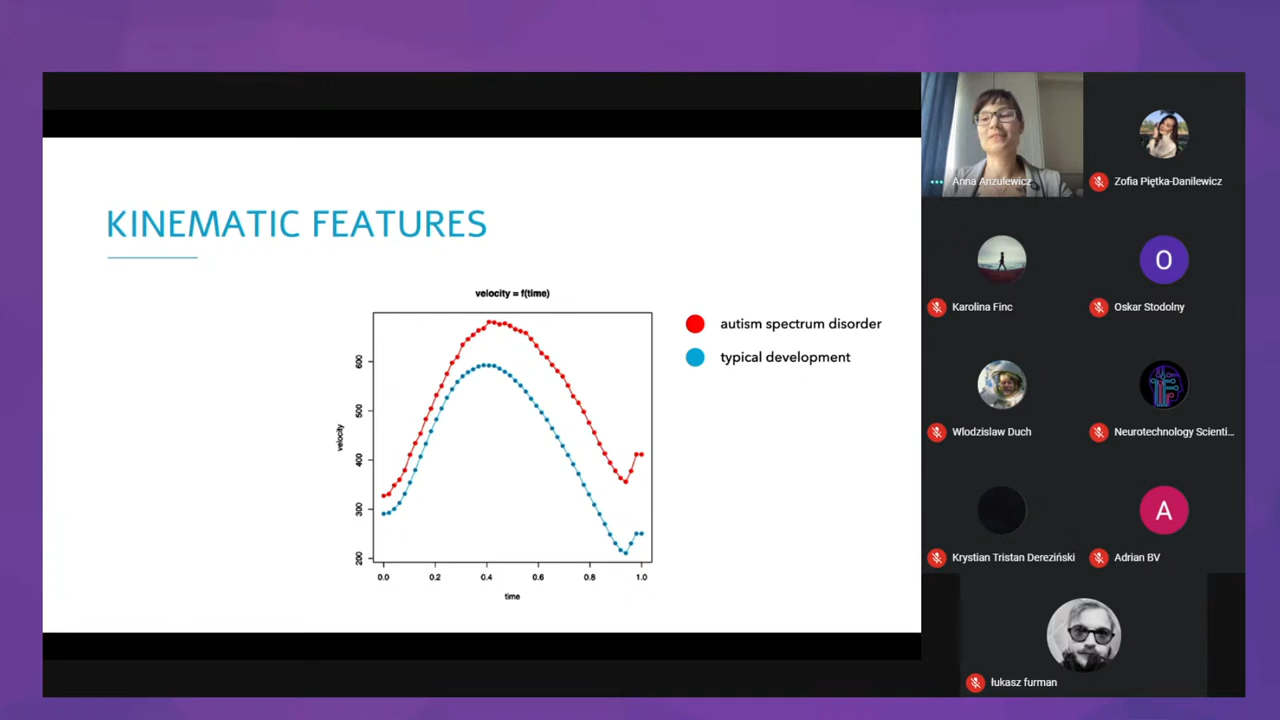 KINEMATIC FEATURES
velocity = f(time)
velocity
600
500
400
300
200
0.0 0.2 0.4 0.6 0.8 1.0
time
autism spectrum disorder
typical development
Anna Anzulewicz
Zofia Piętka-Danilewicz
Karolina Finc
O
Oskar Stodolny
Wlodzislaw Duch
Neurotechnology Scienti...
Krystian Tristan Dereziński
A
Adrian BV
łukasz furman